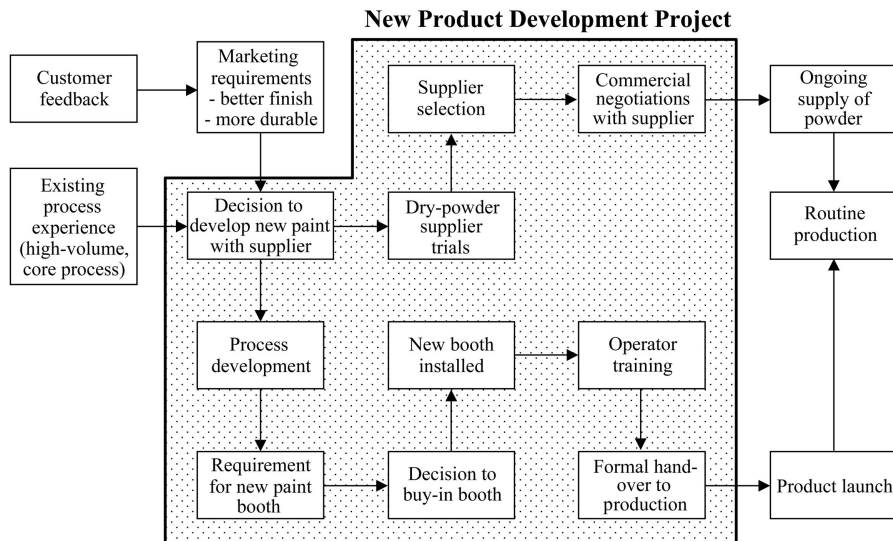 New Product Development Project
Customer
feedback
Marketing
requirements
- better finish
- more durable
Supplier
selection
Commercial
negotiations
with supplier
Ongoing
supply of
powder
Existing
process
experience
(high-volume,
core process)
Decision to
develop new paint
with supplier
Dry-powder
supplier
trials
Routine
production
Process
development
New booth
installed
Operator
training
Requirement
for new paint
booth
Decision to
buy-in booth
Formal hand-
over to
production
Product launch